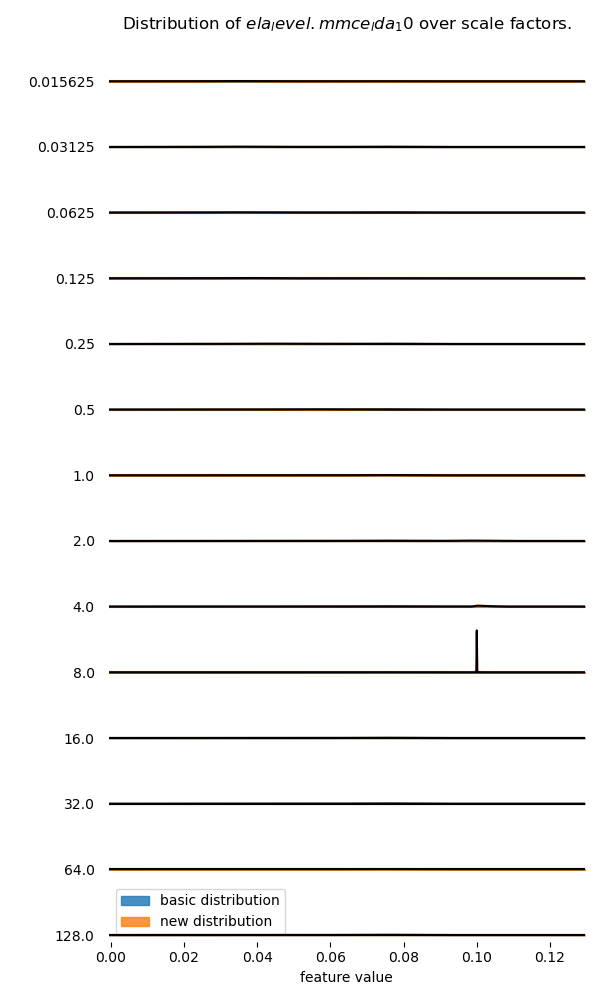 Distribution of ela_level.mmce_lda_10 over scale factors.
0.015625
0.03125
0.0625
0.125
0.25
0.5
1.0
2.0
4.0
8.0
16.0
32.0
64.0
basic distribution
new distribution
128.0
0.00 0.02 0.04 0.06 0.08 0.10 0.12
feature value